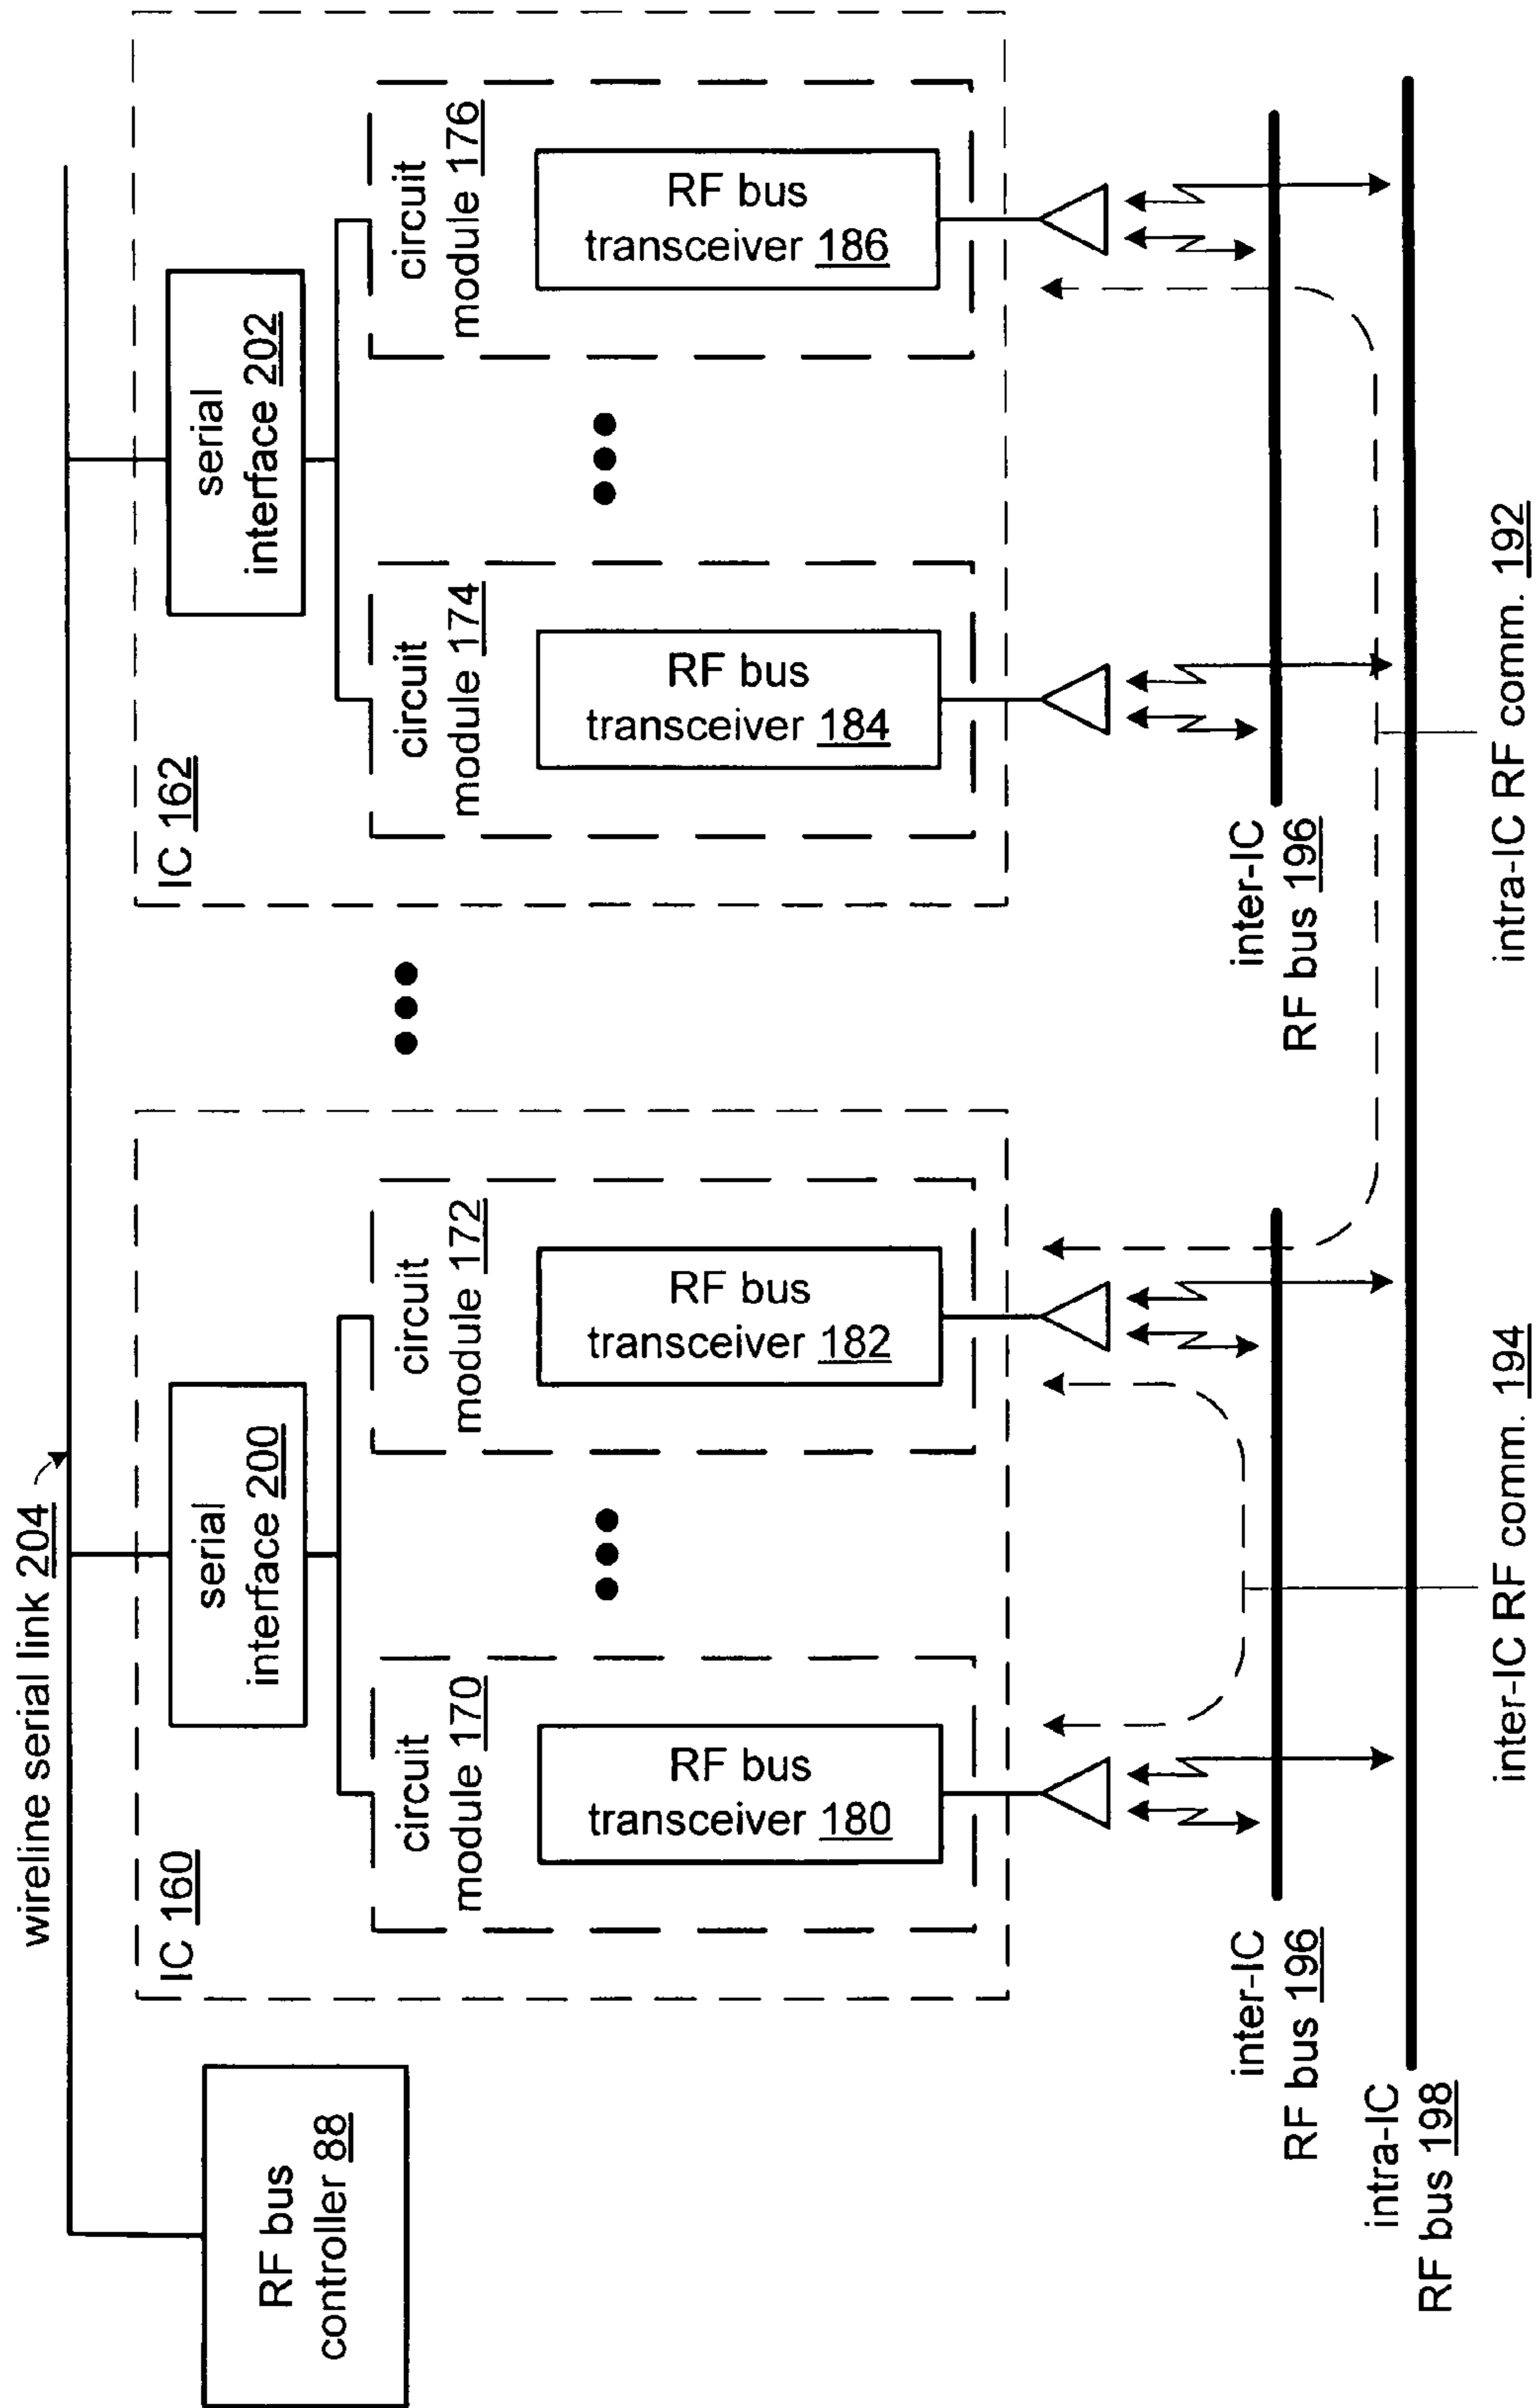 wireline serial link 204
RF bus
controller 88
IC 160
serial
interface 200
circuit
module 170
RF bus
transceiver 180
circuit
module 172
RF bus
transceiver 182
IC 162
serial
interface 202
circuit
module 174
RF bus
transceiver 184
circuit
module 176
RF bus
transceiver 186
inter-IC
RF bus 196
inter-IC
RF bus 196
intra-IC
RF bus 198
inter-IC RF comm. 194
intra-IC RF comm. 192